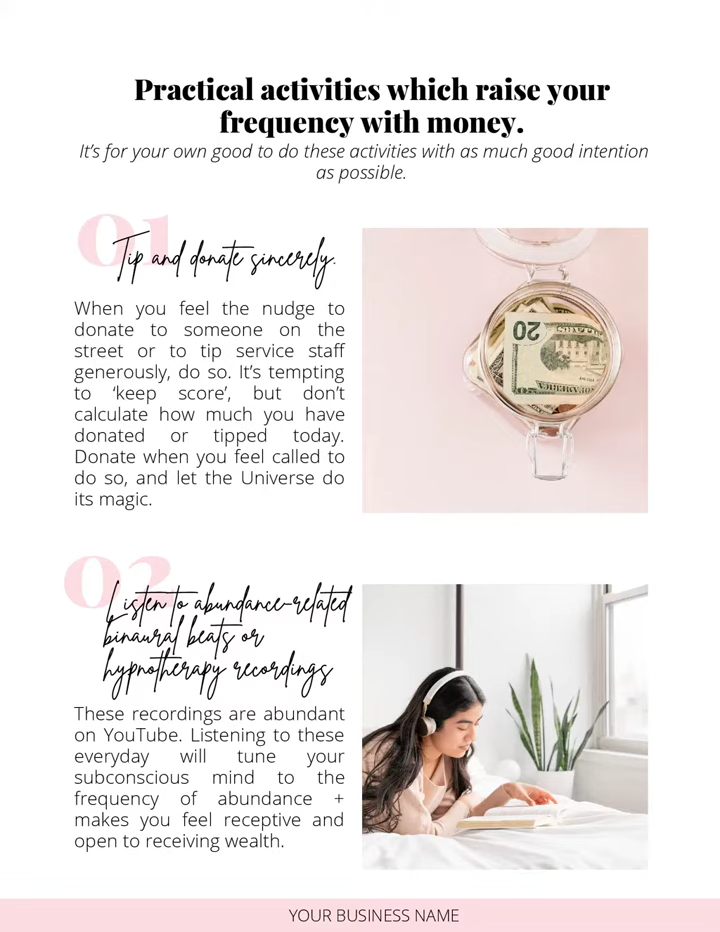 Practical activities which raise your
frequency with money.
It's for your own good to do these activities with as much good intention
as possible.
01
Tip and donate sincerely.
When you feel the nudge to
donate to someone on the
street or to tip service staff
generously, do so. It's tempting
to 'keep score', but don't
calculate how much you have
donated or tipped today.
Donate when you feel called to
do so, and let the Universe do
its magic.
20
02
Listen to abundance-related
binaural beats or
hypnotherapy recordings
These recordings are abundant
on YouTube. Listening to these
everyday will tune your
subconscious mind to the
frequency of abundance +
makes you feel receptive and
open to receiving wealth.
YOUR BUSINESS NAME